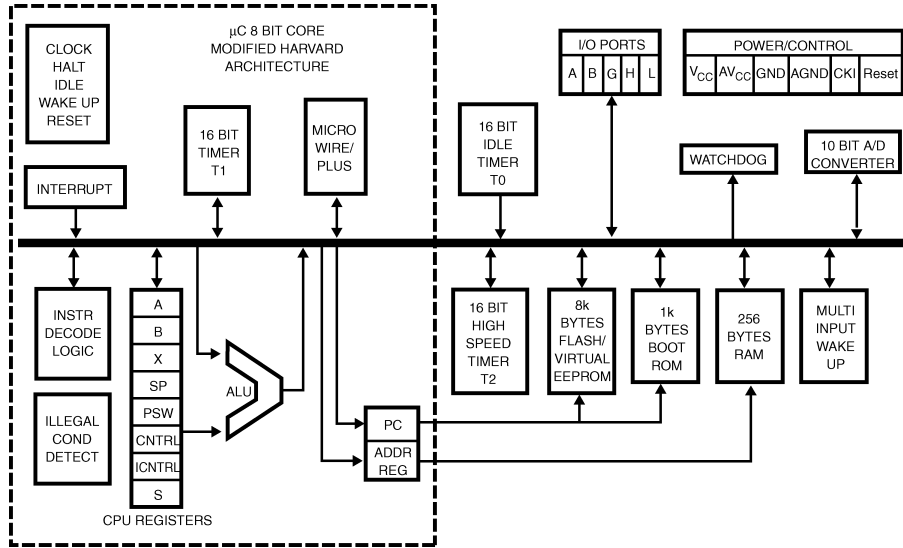 µC 8 BIT CORE
MODIFIED HARVARD
ARCHITECTURE
CLOCK
HALT
IDLE
WAKE UP
RESET
INTERRUPT
16 BIT
TIMER
T1
MICRO
WIRE/
PLUS
16 BIT
IDLE
TIMER
T0
I/O PORTS
A B G H L
POWER/CONTROL
VCC AVCC GND AGND CKI Reset
WATCHDOG
10 BIT A/D
CONVERTER
INSTR
DECODE
LOGIC
ILLEGAL
COND
DETECT
A
B
X
SP
PSW
CNTRL
ICNTRL
S
CPU REGISTERS
ALU
PC
ADDR
REG
16 BIT
HIGH
SPEED
TIMER
T2
8k
BYTES
FLASH/
VIRTUAL
EEPROM
1k
BYTES
BOOT
ROM
256
BYTES
RAM
MULTI
INPUT
WAKE
UP